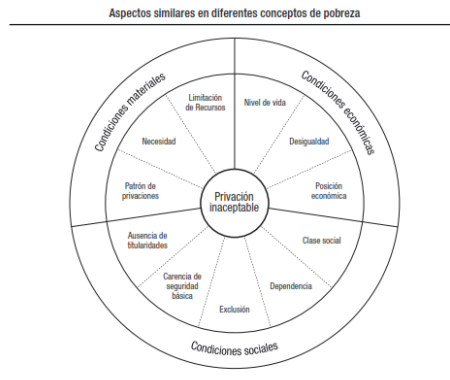 Aspectos similares en diferentes conceptos de pobreza
Condiciones materiales
Condiciones económicas
Limitación
de Recursos
Nivel de vida
Necesidad
Desigualdad
Patrón de
privaciones
Privación
inaceptable
Posición
económica
Ausencia de
titularidades
Clase social
Carencia de
seguridad
básica
Dependencia
Exclusión
Condiciones sociales